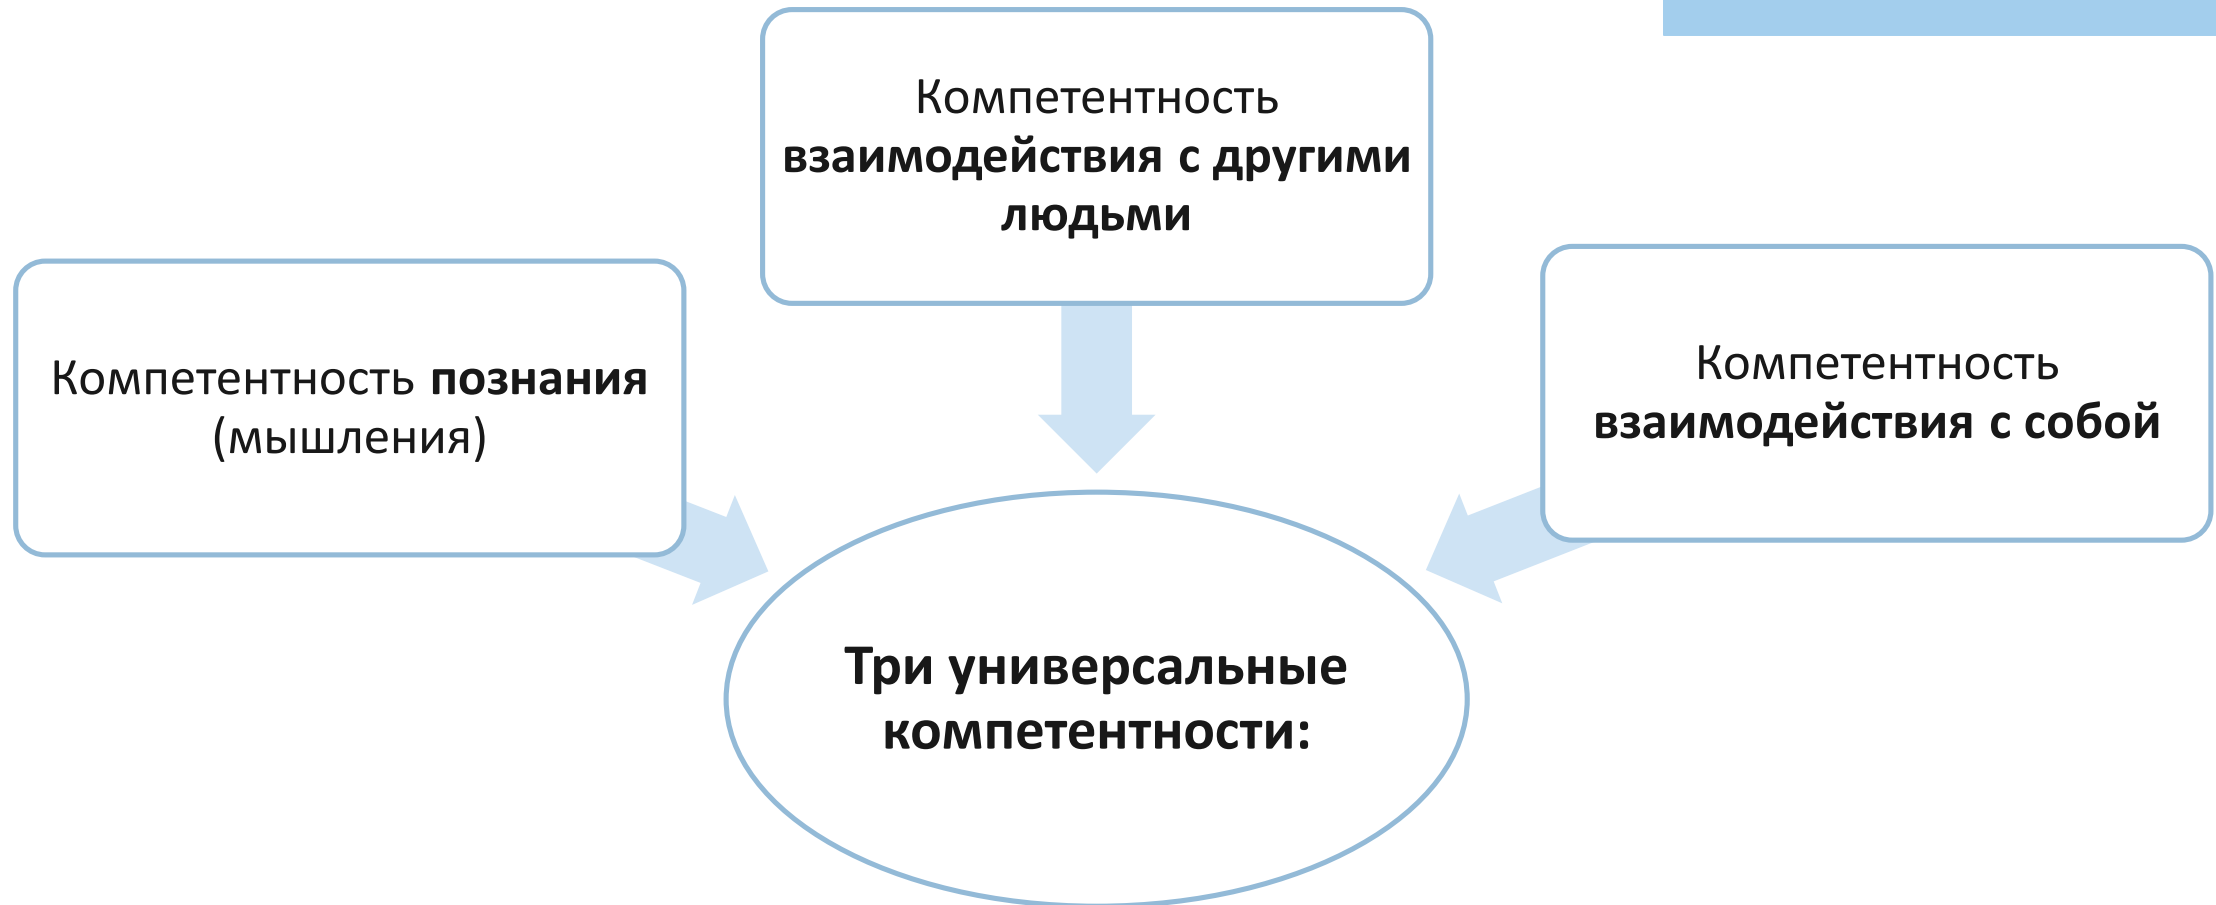 Компетентность
взаимодействия с другими
людьми
Компетентность познания
(мышления)
Компетентность
взаимодействия с собой
Три универсальные
компетентности: